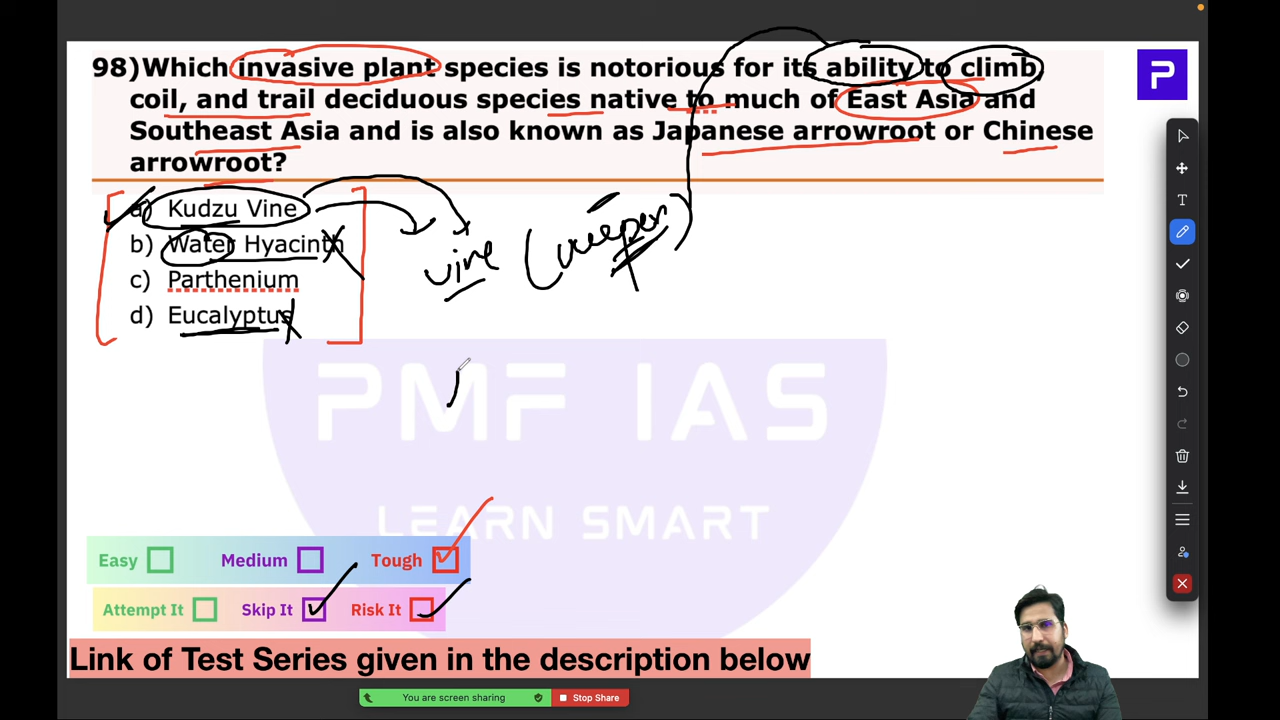 98)Which invasive plant species is notorious for its ability to climb,
coil, and trail deciduous species native to much of East Asia and
Southeast Asia and is also known as Japanese arrowroot or Chinese
arrowroot?
P
a) Kudzu Vine
b) Water Hyacinth
c) Parthenium
d) Eucalyptus
vine (creeper)
PMF IAS
LEARN SMART
Easy Medium Tough
Attempt It Skip It Risk It
Link of Test Series given in the description below
You are screen sharing Stop Share